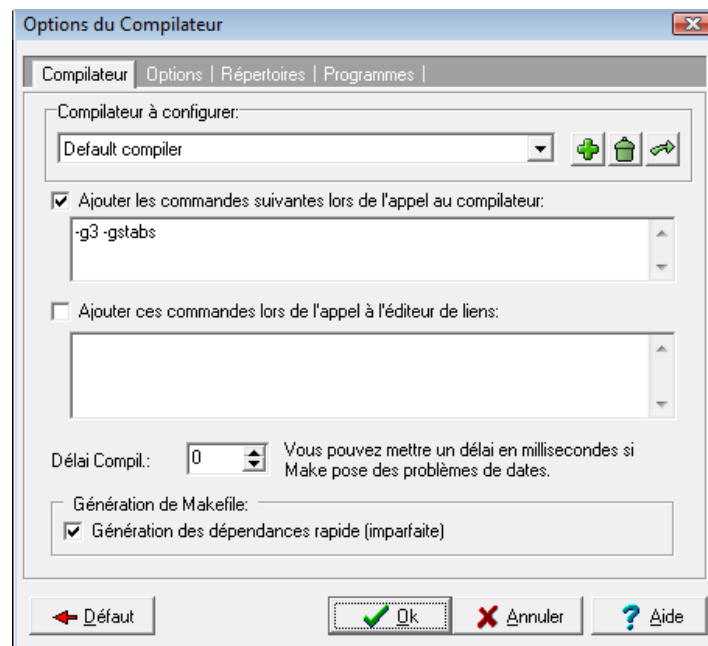 Options du Compilateur
Compilateur Options | Répertoires | Programmes |
Compilateur à configurer:
Default compiler
Ajouter les commandes suivantes lors de l'appel au compilateur:
-g3 -gstabs
Ajouter ces commandes lors de l'appel à l'éditeur de liens:
Délai Compil.: 0 Vous pouvez mettre un délai en millisecondes si
Make pose des problèmes de dates.
Génération de Makefile:
Génération des dépendances rapide (imparfaite)
Défaut Ok Annuler Aide